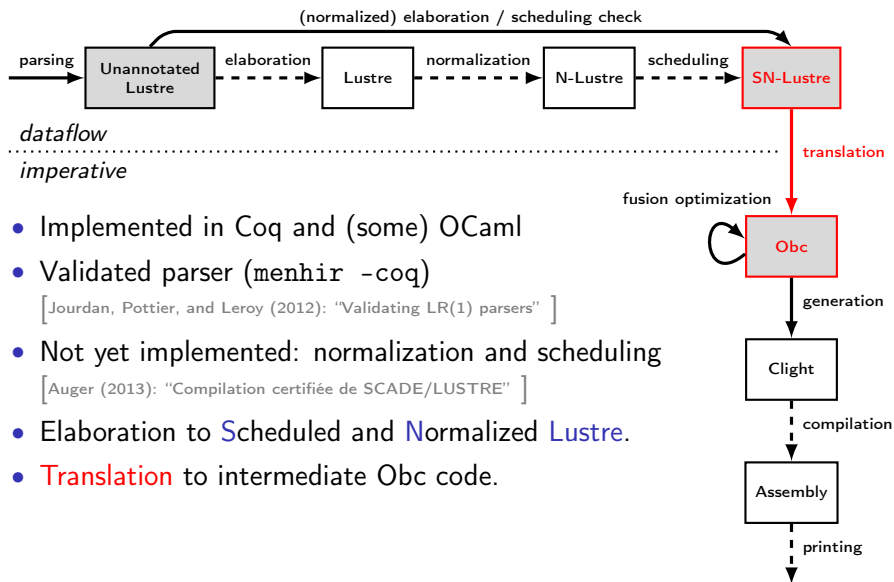 (normalized) elaboration / scheduling check
parsing
Unannotated
Lustre
elaboration
Lustre
normalization
N-Lustre
scheduling
SN-Lustre
dataflow
imperative
translation
fusion optimization
Obc
generation
Clight
compilation
Assembly
printing
• Implemented in Coq and (some) OCaml
• Validated parser (menhir -coq)
[Jourdan, Pottier, and Leroy (2012): “Validating LR(1) parsers” ]
• Not yet implemented: normalization and scheduling
[Auger (2013): “Compilation certifiée de SCADE/LUSTRE” ]
• Elaboration to Scheduled and Normalized Lustre.
• Translation to intermediate Obc code.